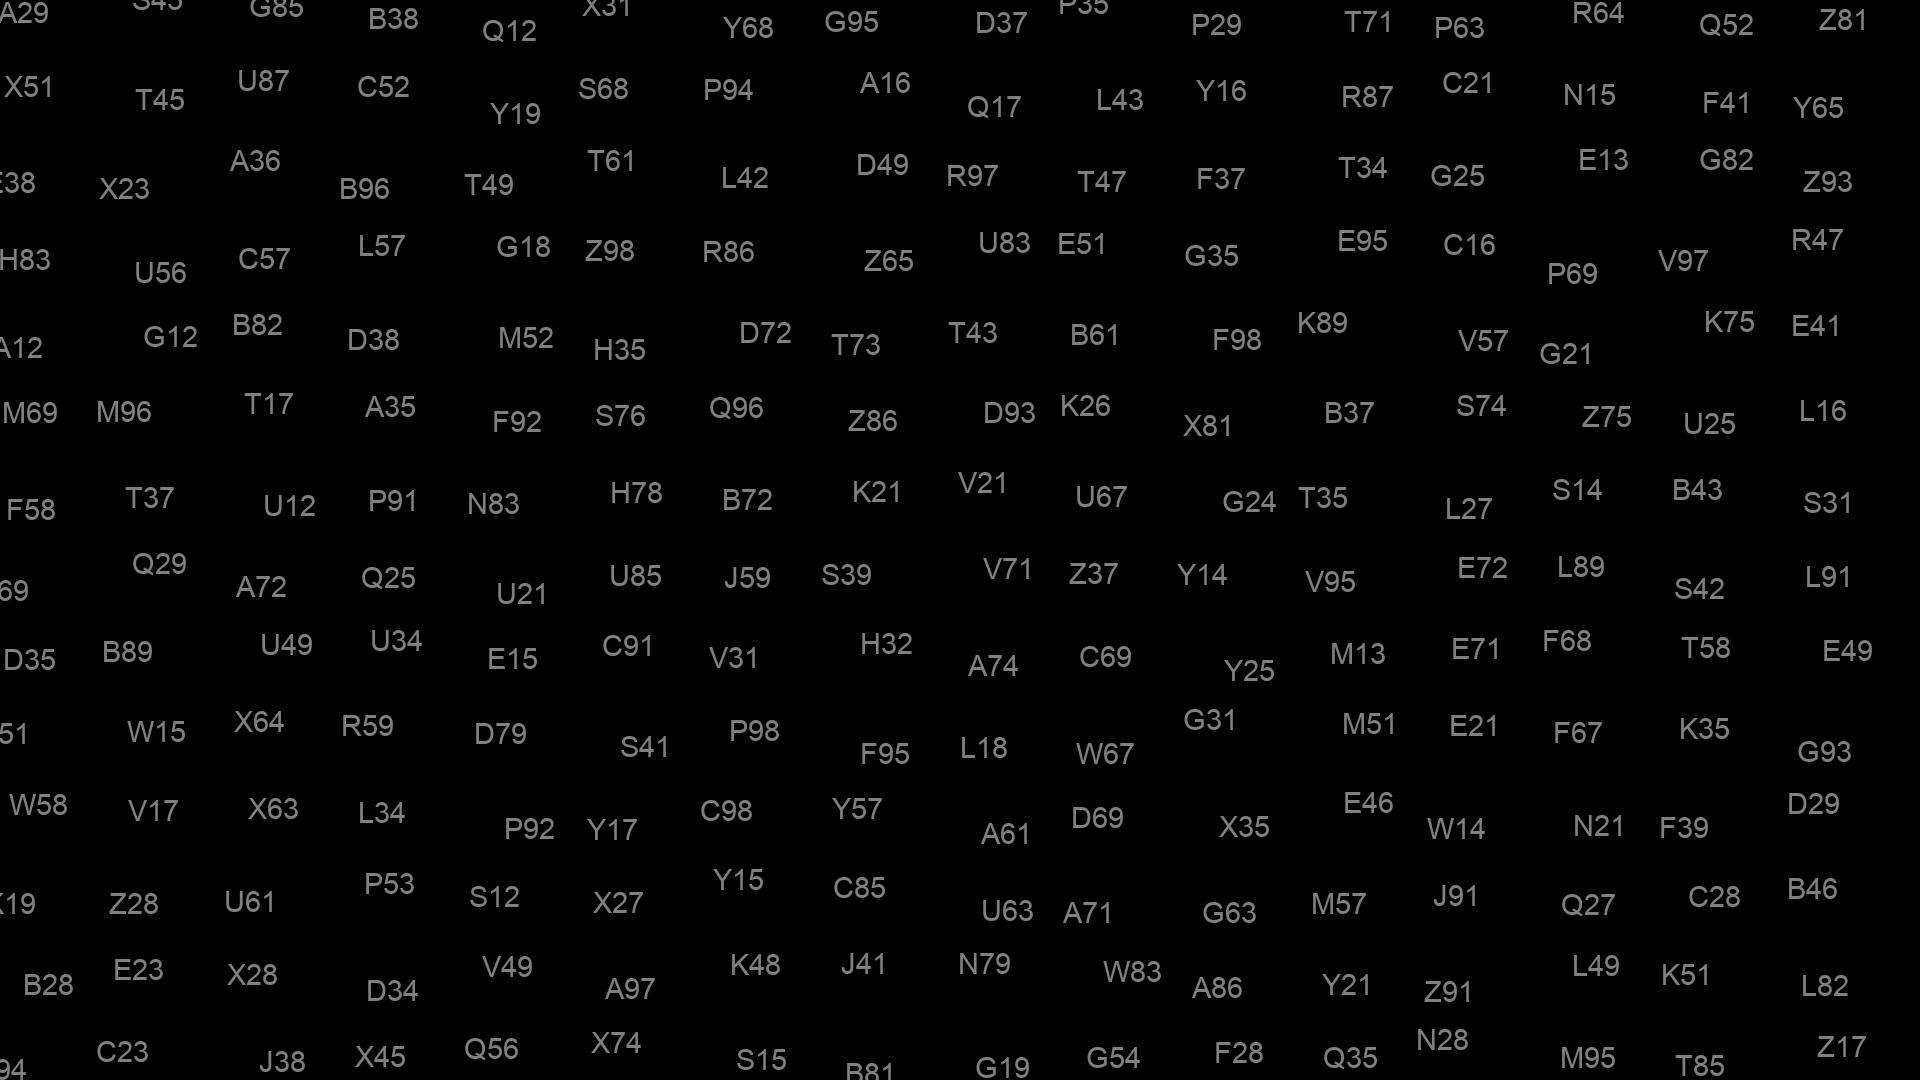 A29 S45 G85 B38 Q12 X31 Y68 G95 D37 P35 P29 T71 P63 R64 Q52 Z81
X51 T45 U87 C52 Y19 S68 P94 A16 Q17 L43 Y16 R87 C21 N15 F41 Y65
E38 X23 A36 B96 T49 T61 L42 D49 R97 T47 F37 T34 G25 E13 G82 Z93
H83 U56 C57 L57 G18 Z98 R86 Z65 U83 E51 G35 E95 C16 P69 V97 R47
A12 G12 B82 D38 M52 H35 D72 T73 T43 B61 F98 K89 V57 G21 K75 E41
M69 M96 T17 A35 F92 S76 Q96 Z86 D93 K26 X81 B37 S74 Z75 U25 L16
F58 T37 U12 P91 N83 H78 B72 K21 V21 U67 G24 T35 L27 S14 B43 S31
69 Q29 A72 Q25 U21 U85 J59 S39 V71 Z37 Y14 V95 E72 L89 S42 L91
D35 B89 U49 U34 E15 C91 V31 H32 A74 C69 Y25 M13 E71 F68 T58 E49
51 W15 X64 R59 D79 S41 P98 F95 L18 W67 G31 M51 E21 F67 K35 G93
W58 V17 X63 L34 P92 Y17 C98 Y57 A61 D69 X35 E46 W14 N21 F39 D29
19 Z28 U61 P53 S12 X27 Y15 C85 U63 A71 G63 M57 J91 Q27 C28 B46
B28 E23 X28 D34 V49 A97 K48 J41 N79 W83 A86 Y21 Z91 L49 K51 L82
94 C23 J38 X45 Q56 X74 S15 B81 G19 G54 F28 Q35 N28 M95 T85 Z17